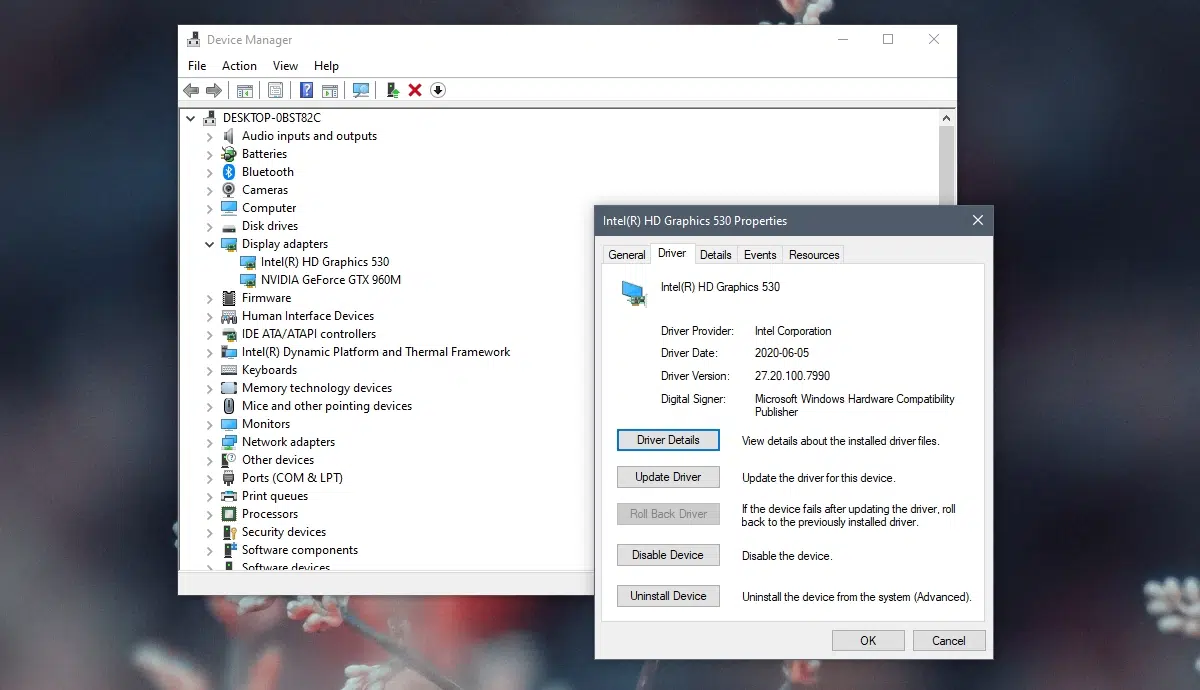 Device Manager
File Action View Help
DESKTOP-0BST82C
Audio inputs and outputs
Batteries
Bluetooth
Cameras
Computer
Disk drives
Display adapters
Intel(R) HD Graphics 530
NVIDIA GeForce GTX 960M
Firmware
Human Interface Devices
IDE ATA/ATAPI controllers
Intel(R) Dynamic Platform and Thermal Framework
Keyboards
Memory technology devices
Mice and other pointing devices
Monitors
Network adapters
Other devices
Ports (COM & LPT)
Print queues
Processors
Security devices
Software components
Software devices
Intel(R) HD Graphics 530 Properties
General Driver Details Events Resources
Intel(R) HD Graphics 530
Driver Provider: Intel Corporation
Driver Date: 2020-06-05
Driver Version: 27.20.100.7990
Digital Signer: Microsoft Windows Hardware Compatibility
Publisher
Driver Details View details about the installed driver files.
Update Driver Update the driver for this device.
Roll Back Driver If the device fails after updating the driver, roll
back to the previously installed driver.
Disable Device Disable the device.
Uninstall Device Uninstall the device from the system (Advanced).
OK Cancel